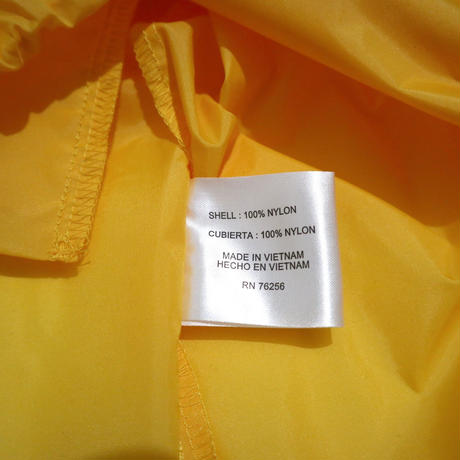 SHELL : 100% NYLON
CUBIERTA : 100% NYLON
MADE IN VIETNAM
HECHO EN VIETNAM
RN 76256